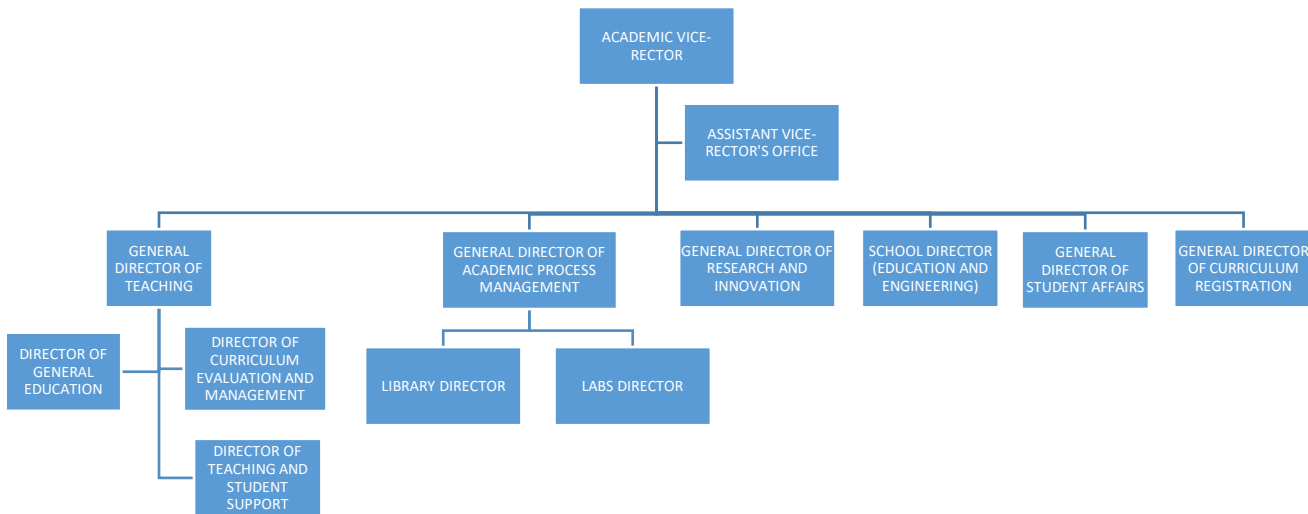 ACADEMIC VICE-
RECTOR
ASSISTANT VICE-
RECTOR'S OFFICE
GENERAL
DIRECTOR OF
TEACHING
GENERAL DIRECTOR OF
ACADEMIC PROCESS
MANAGEMENT
GENERAL DIRECTOR OF
RESEARCH AND
INNOVATION
SCHOOL DIRECTOR
(EDUCATION AND
ENGINEERING)
GENERAL
DIRECTOR OF
STUDENT AFFAIRS
GENERAL DIRECTOR
OF CURRICULUM
REGISTRATION
DIRECTOR OF
GENERAL
EDUCATION
DIRECTOR OF
CURRICULUM
EVALUATION AND
MANAGEMENT
LIBRARY DIRECTOR
LABS DIRECTOR
DIRECTOR OF
TEACHING AND
STUDENT
SUPPORT